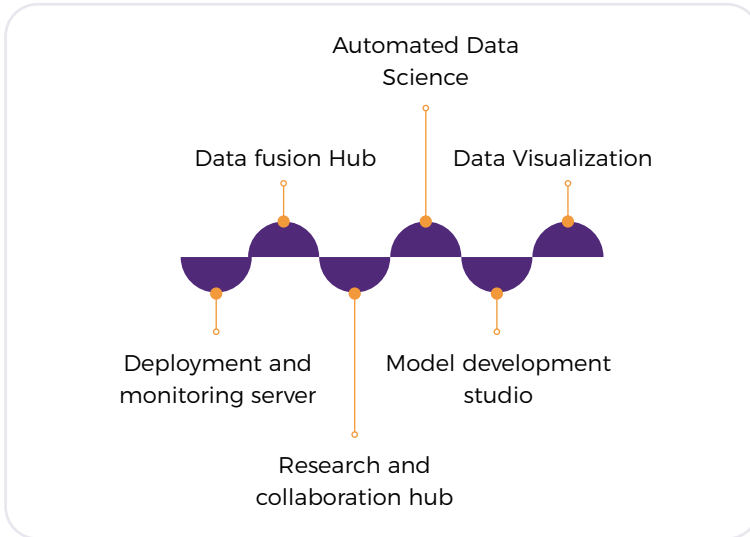 Automated Data
Science
Data fusion Hub
Data Visualization
Deployment and
monitoring server
Model development
studio
Research and
collaboration hub